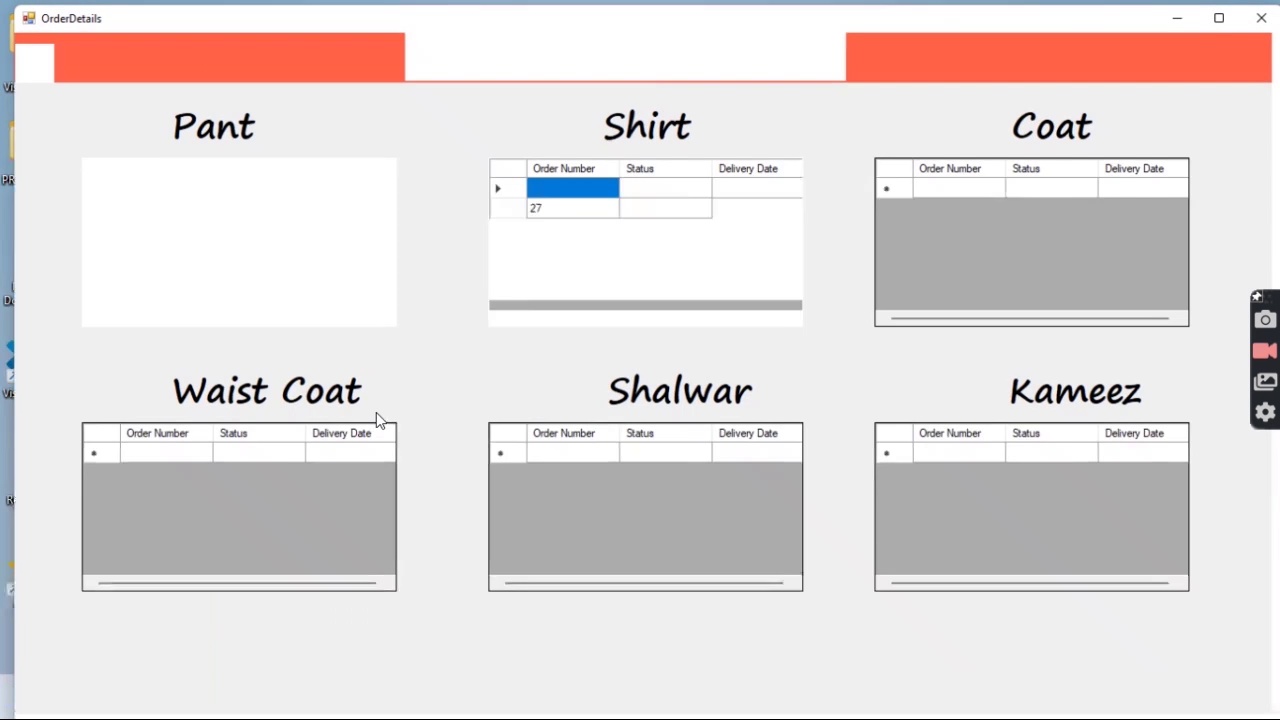 OrderDetails
Pant
Shirt
Coat
Order Number Status Delivery Date
27
Order Number Status Delivery Date
Waist Coat
Shalwar
Kameez
Order Number Status Delivery Date
Order Number Status Delivery Date
Order Number Status Delivery Date